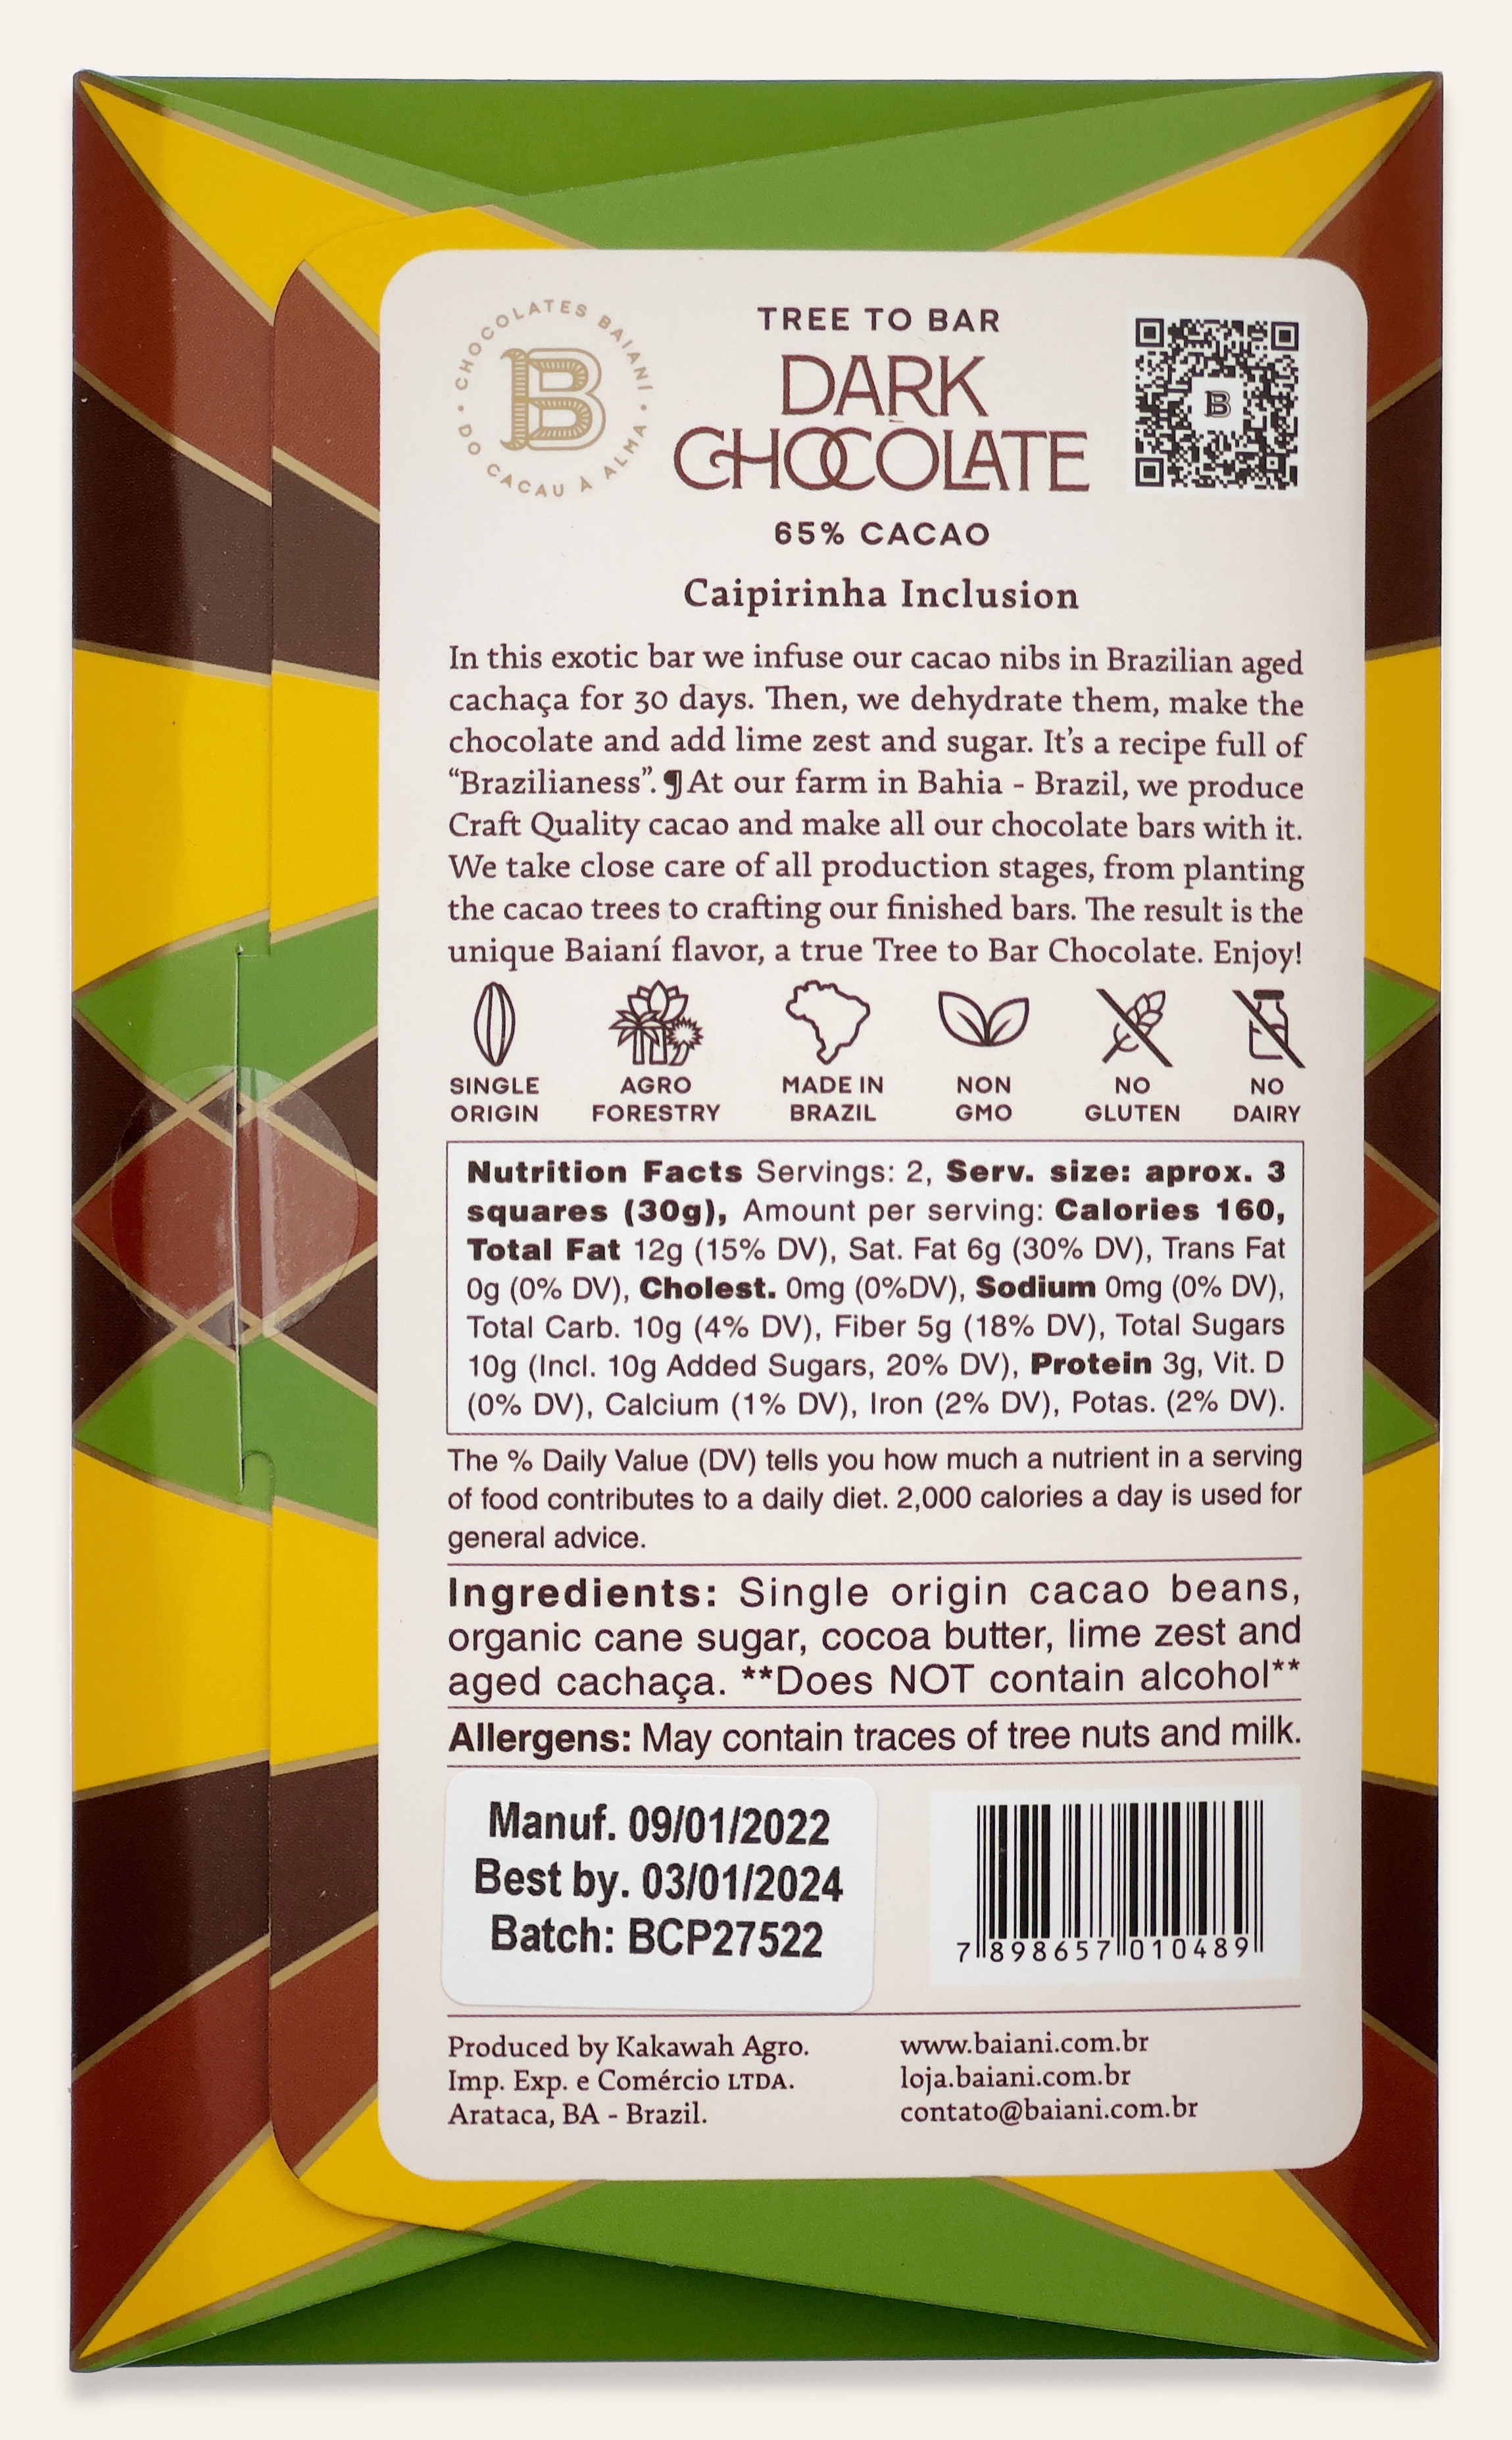 CHOCOLATES BAIANI • DO CACAU À ALMA •
B
TREE TO BAR
DARK
CHOCOLATE
B
65% CACAO
Caipirinha Inclusion
In this exotic bar we infuse our cacao nibs in Brazilian aged
cachaça for 30 days. Then, we dehydrate them, make the
chocolate and add lime zest and sugar. It’s a recipe full of
“Brazilianess”. ¶ At our farm in Bahia - Brazil, we produce
Craft Quality cacao and make all our chocolate bars with it.
We take close care of all production stages, from planting
the cacao trees to crafting our finished bars. The result is the
unique Baianí flavor, a true Tree to Bar Chocolate. Enjoy!
SINGLE ORIGIN
AGRO FORESTRY
MADE IN BRAZIL
NON GMO
NO GLUTEN
NO DAIRY
Nutrition Facts Servings: 2, Serv. size: aprox. 3
squares (30g), Amount per serving: Calories 160,
Total Fat 12g (15% DV), Sat. Fat 6g (30% DV), Trans Fat
0g (0% DV), Cholest. 0mg (0%DV), Sodium 0mg (0% DV),
Total Carb. 10g (4% DV), Fiber 5g (18% DV), Total Sugars
10g (Incl. 10g Added Sugars, 20% DV), Protein 3g, Vit. D
(0% DV), Calcium (1% DV), Iron (2% DV), Potas. (2% DV).
The % Daily Value (DV) tells you how much a nutrient in a serving
of food contributes to a daily diet. 2,000 calories a day is used for
general advice.
Ingredients: Single origin cacao beans,
organic cane sugar, cocoa butter, lime zest and
aged cachaça. **Does NOT contain alcohol**
Allergens: May contain traces of tree nuts and milk.
Manuf. 09/01/2022
Best by. 03/01/2024
Batch: BCP27522
7 898657 010489
Produced by Kakawah Agro.
Imp. Exp. e Comércio LTDA.
Arataca, BA - Brazil.
www.baiani.com.br
loja.baiani.com.br
contato@baiani.com.br